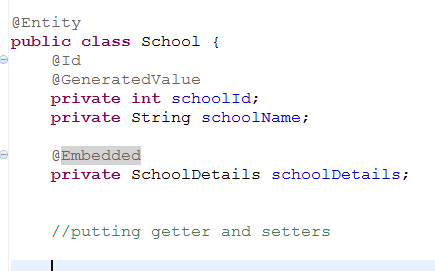 @Entity
public class School {
@Id
@GeneratedValue
private int schoolId;
private String schoolName;
@Embedded
private SchoolDetails schoolDetails;
//putting getter and setters